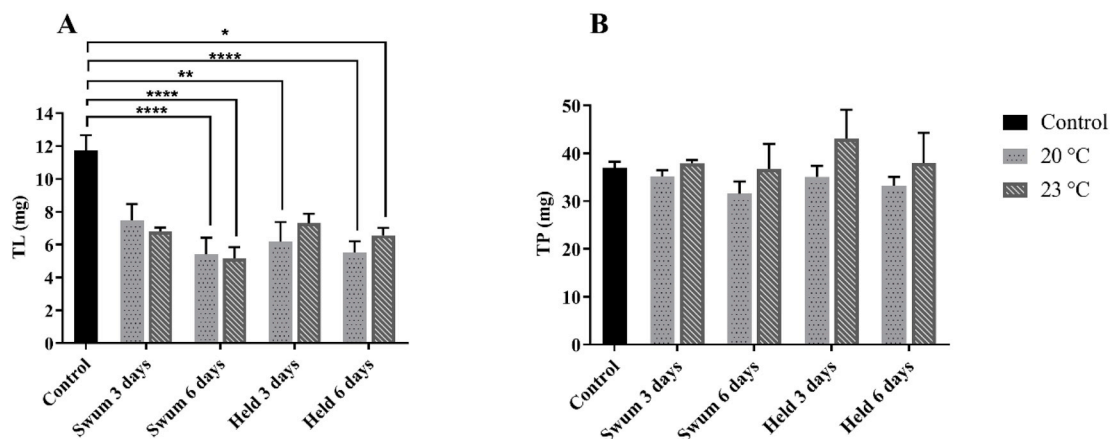 A
*
****
**
****
****
14
12
10
8
6
4
2
0
TL (mg)
Control
Swum 3 days
Swum 6 days
Held 3 days
Held 6 days
B
50
40
30
20
10
0
TP (mg)
Control
Swum 3 days
Swum 6 days
Held 3 days
Held 6 days
Control
20 °C
23 °C